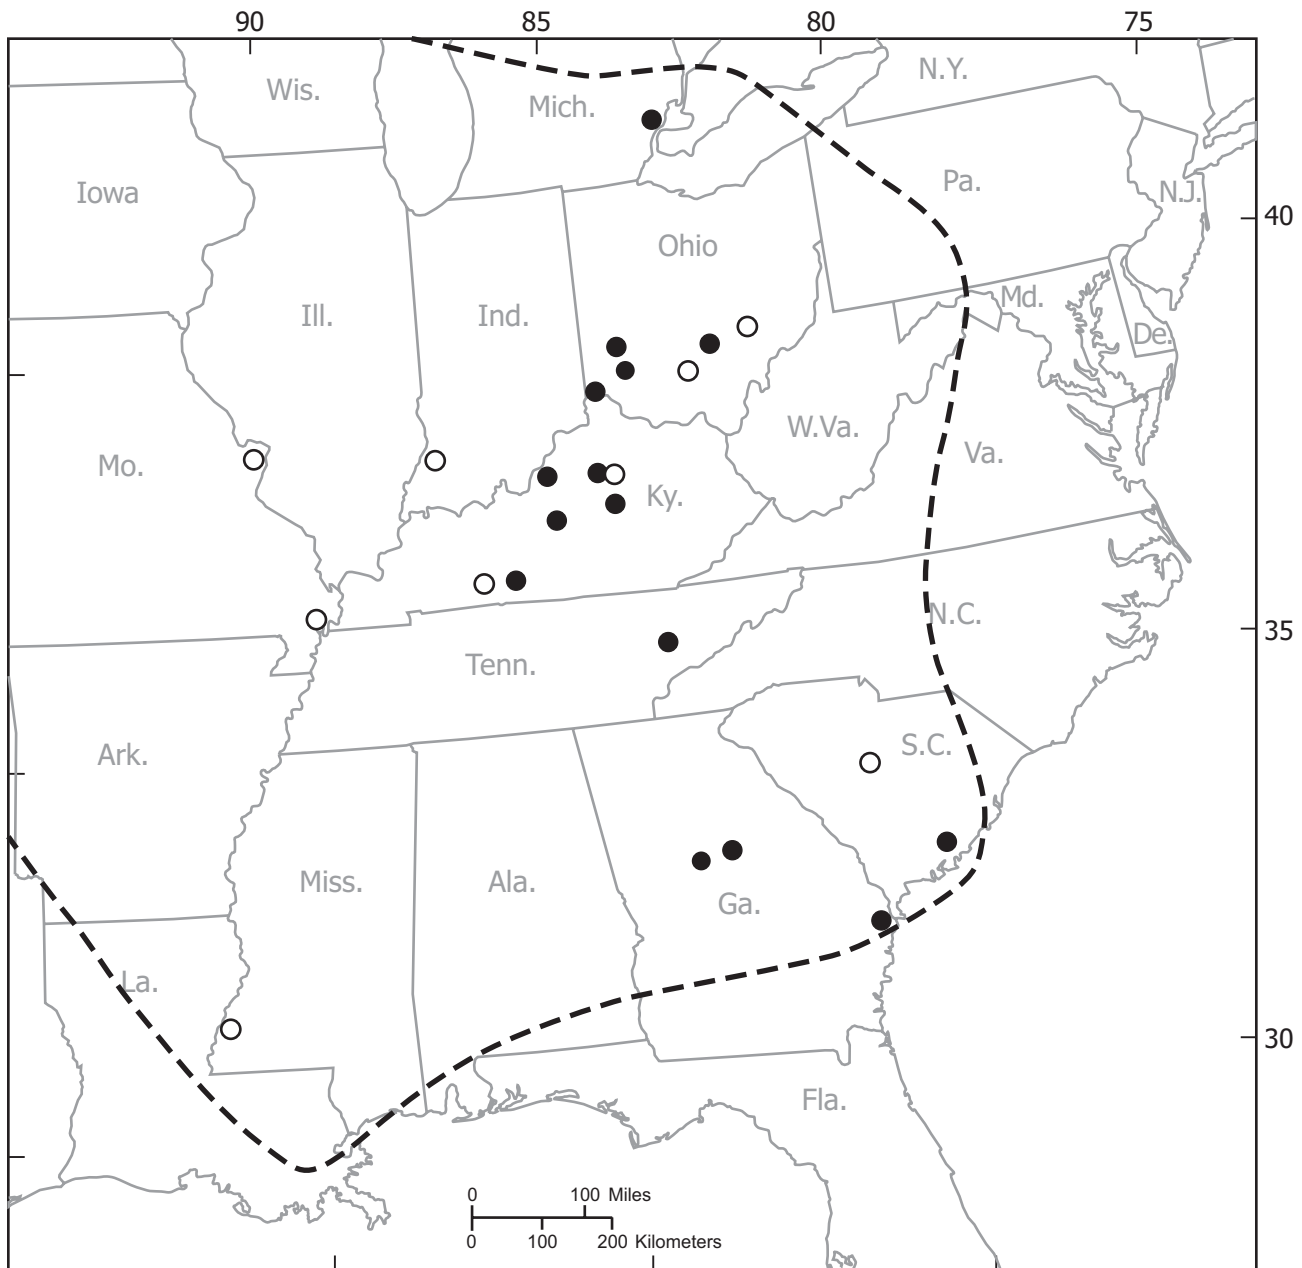 90 85 80 75
Wis. Mich. N.Y.
Iowa Pa. N.J.
40
Ohio
Ill. Ind. Md.
De.
Mo. W.Va. Va.
Ky.
N.C. 35
Tenn.
Ark. S.C.
Miss. Ala. Ga.
La.
30
Fla.
0 100 Miles
0 100 200 Kilometers